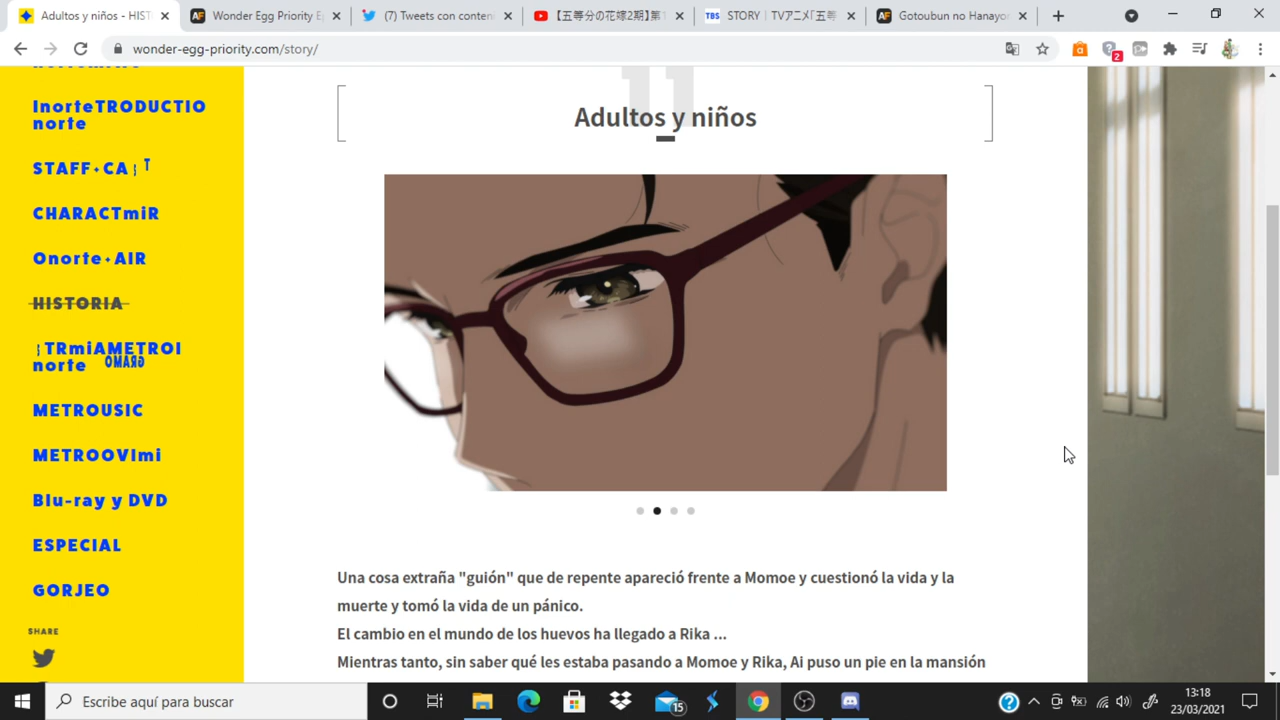 Adultos y niños - HIST
Wonder Egg Priority E
(7) Tweets con conten
【五等分の花嫁2期】第1
TBS STORY｜TVアニメ「五等
Gotoubun no Hanayo
wonder-egg-priority.com/story/
2
InorteTRODUCTIO
norte
STAFF+CA
CHARACTmiR
Onorte+AIR
HISTORIA
TRmiAMETROI
norte GRAMO
METROUSIC
METROOVImi
Blu-ray y DVD
ESPECIAL
GORJEO
SHARE
11
Adultos y niños
Una cosa extraña "guión" que de repente apareció frente a Momoe y cuestionó la vida y la
muerte y tomó la vida de un pánico.
El cambio en el mundo de los huevos ha llegado a Rika ...
Mientras tanto, sin saber qué les estaba pasando a Momoe y Rika, Ai puso un pie en la mansión
Escribe aquí para buscar
15
13:18
23/03/2021